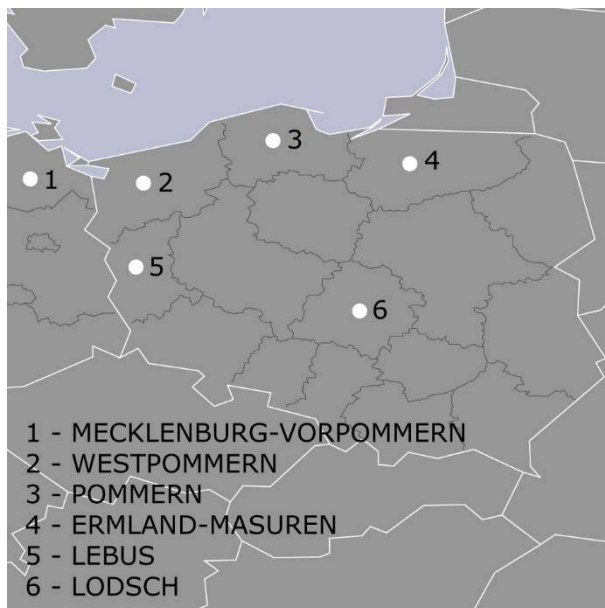 3
4
1
2
5
6
1 - MECKLENBURG-VORPOMMERN
2 - WESTPOMMERN
3 - POMMERN
4 - ERMLAND-MASUREN
5 - LEBUS
6 - LODSCH